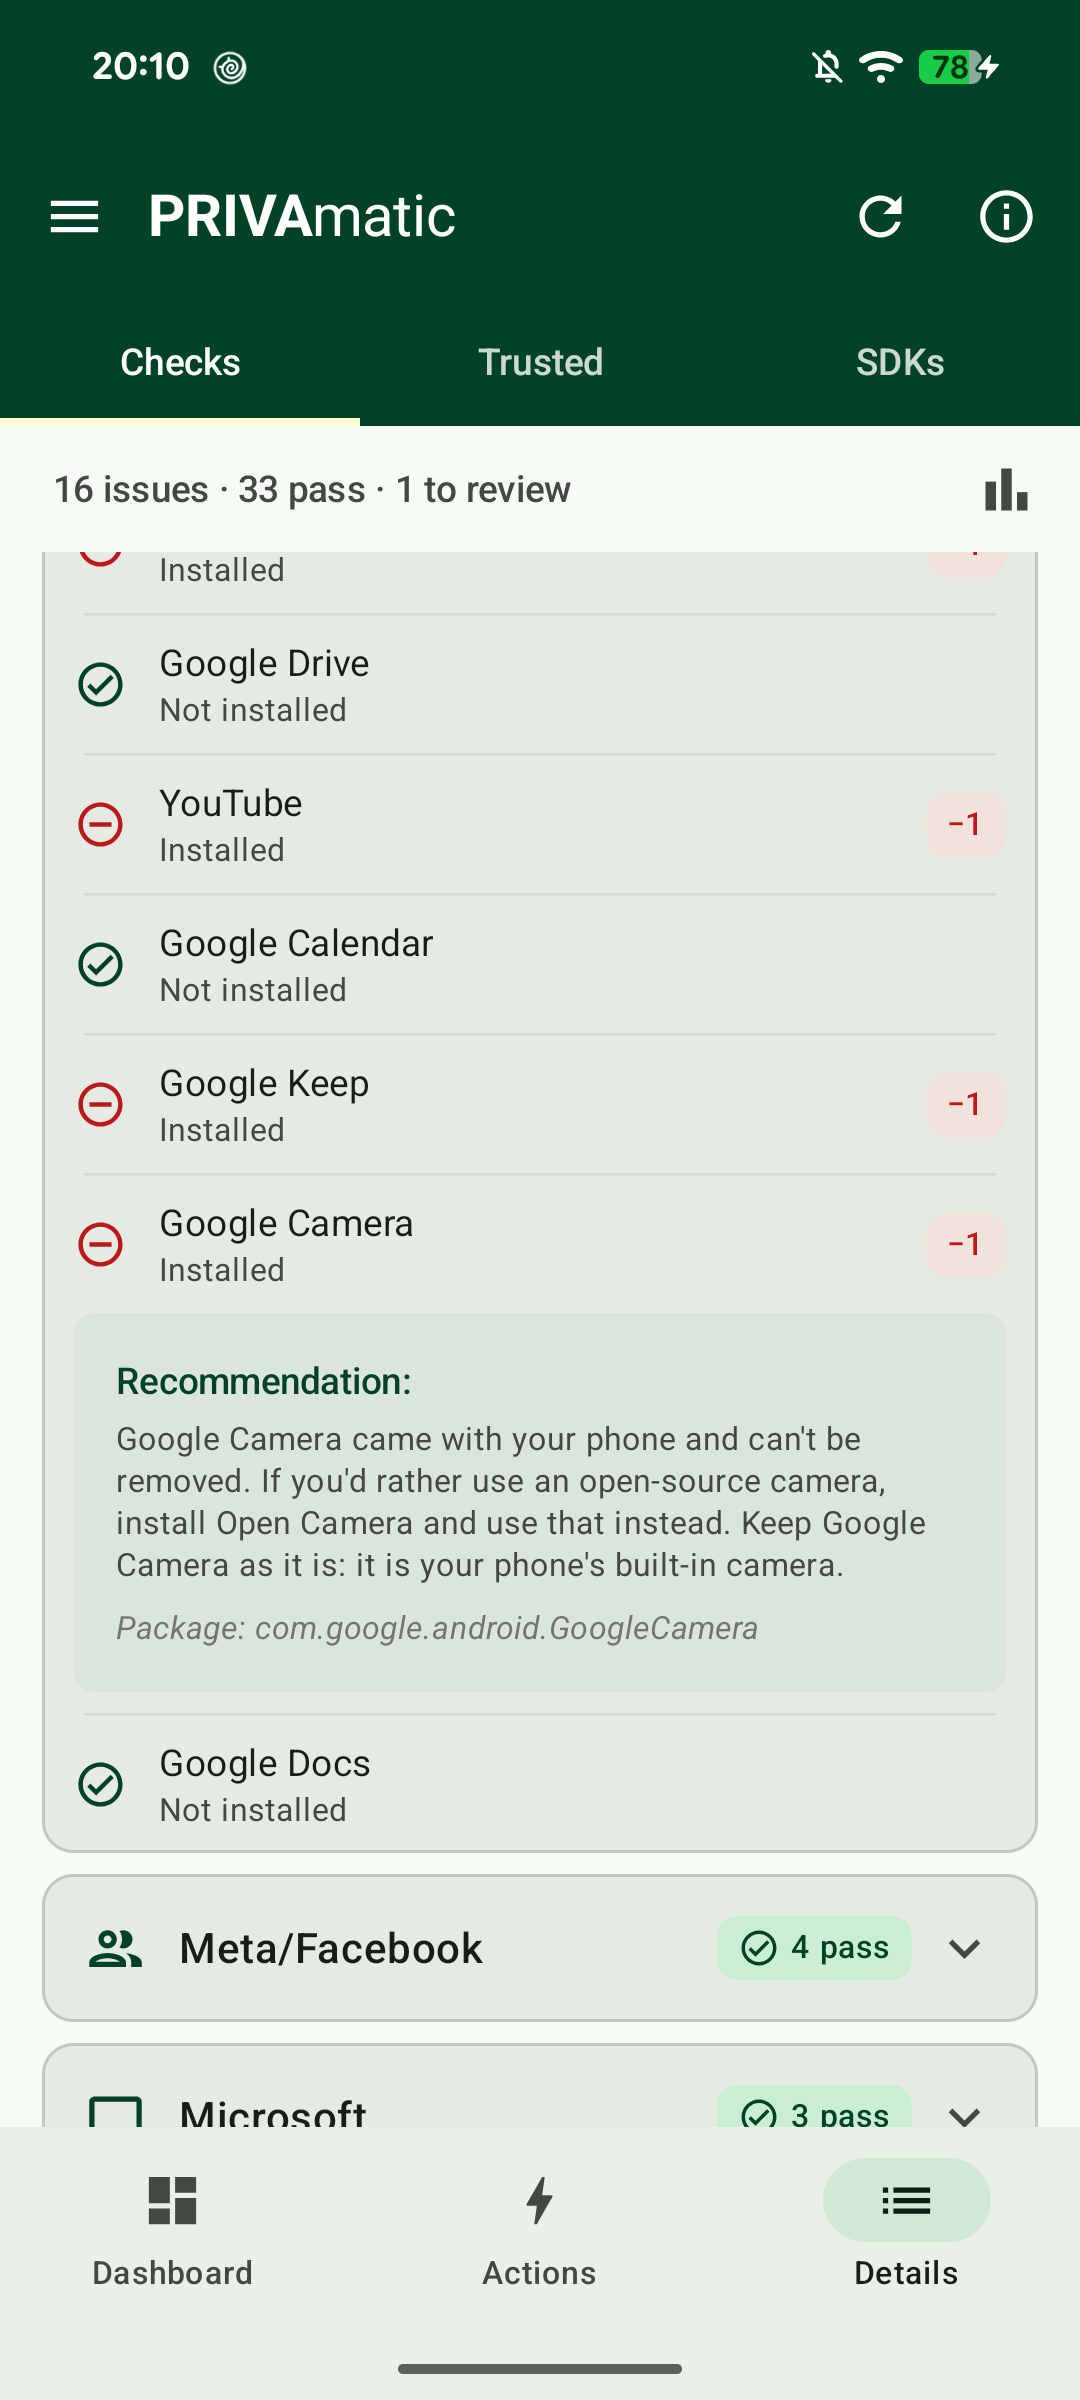 20:10
78
PRIVAmatic
Checks
Trusted
SDKs
16 issues · 33 pass · 1 to review
Installed
Google Drive
Not installed
YouTube
Installed
−1
Google Calendar
Not installed
Google Keep
Installed
−1
Google Camera
Installed
−1
Recommendation:
Google Camera came with your phone and can't be
removed. If you'd rather use an open-source camera,
install Open Camera and use that instead. Keep Google
Camera as it is: it is your phone's built-in camera.
Package: com.google.android.GoogleCamera
Google Docs
Not installed
Meta/Facebook
4 pass
Microsoft
3 pass
Dashboard
Actions
Details